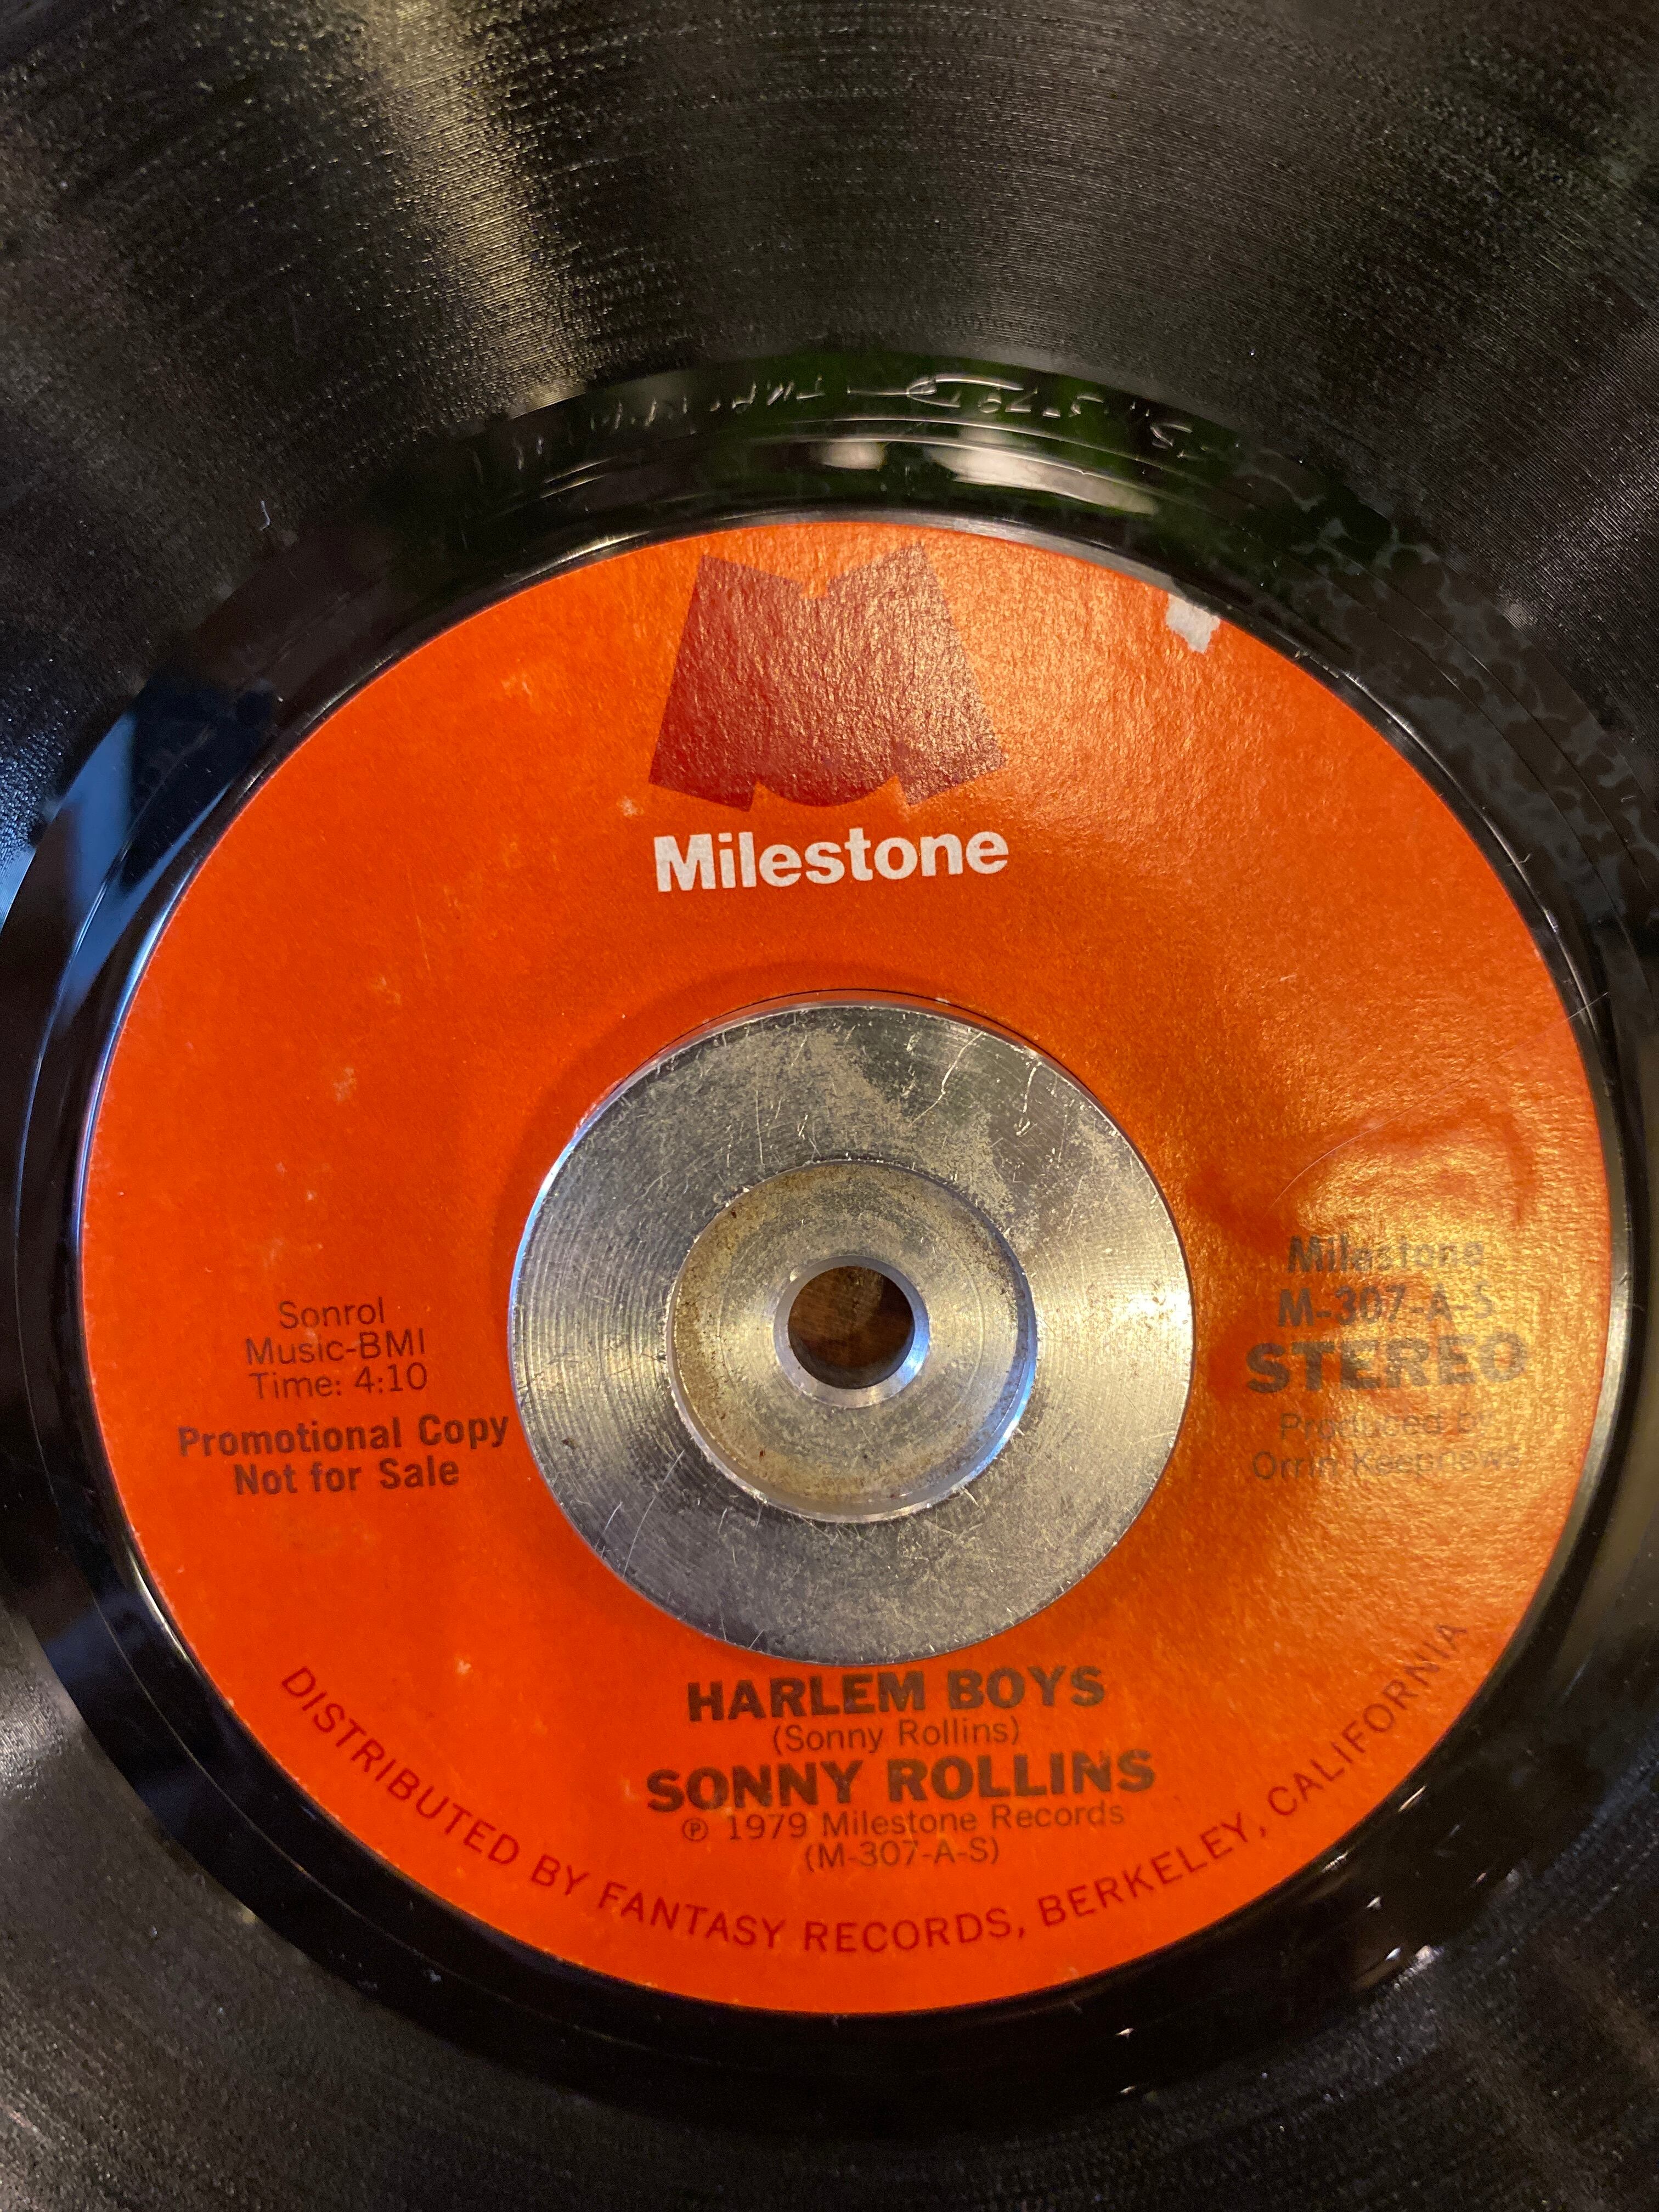 Milestone
Sonrol
Music-BMI
Time: 4:10
Promotional Copy
Not for Sale
Milestone
M-307-A-S
STEREO
Produced by
Orrin Keepnews
HARLEM BOYS
(Sonny Rollins)
SONNY ROLLINS
℗ 1979 Milestone Records
(M-307-A-S)
DISTRIBUTED BY FANTASY RECORDS, BERKELEY, CALIFORNIA